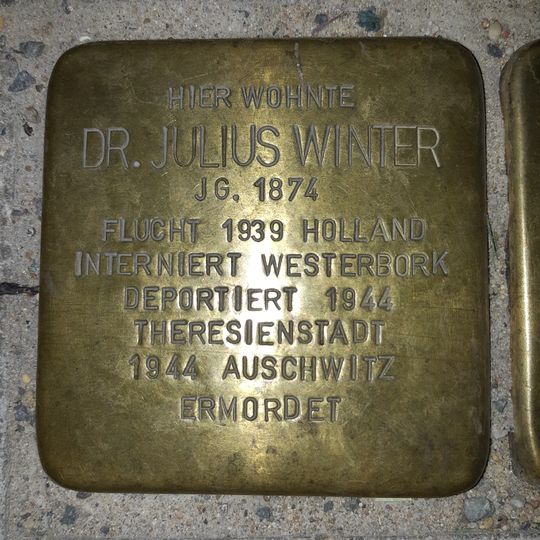 HIER WOHNTE
DR. JULIUS WINTER
JG. 1874
FLUCHT 1939 HOLLAND
INTERNIERT WESTERBORK
DEPORTIERT 1944
THERESIENSTADT
1944 AUSCHWITZ
ERMORDET